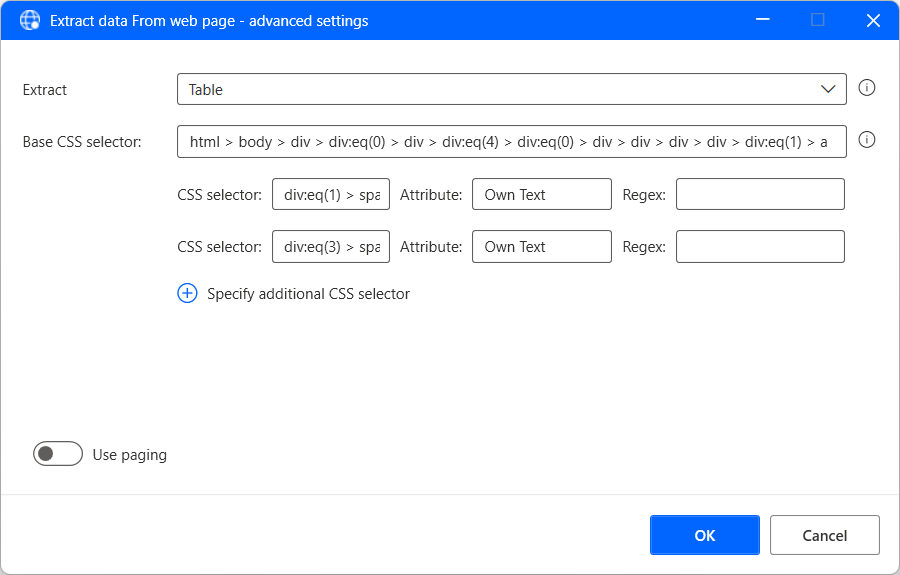 Extract data From web page - advanced settings
Extract Table
Base CSS selector: html > body > div > div:eq(0) > div > div:eq(4) > div:eq(0) > div > div > div > div > div:eq(1) > a
CSS selector: div:eq(1) > spa Attribute: Own Text Regex:
CSS selector: div:eq(3) > spa Attribute: Own Text Regex:
Specify additional CSS selector
Use paging
OK Cancel